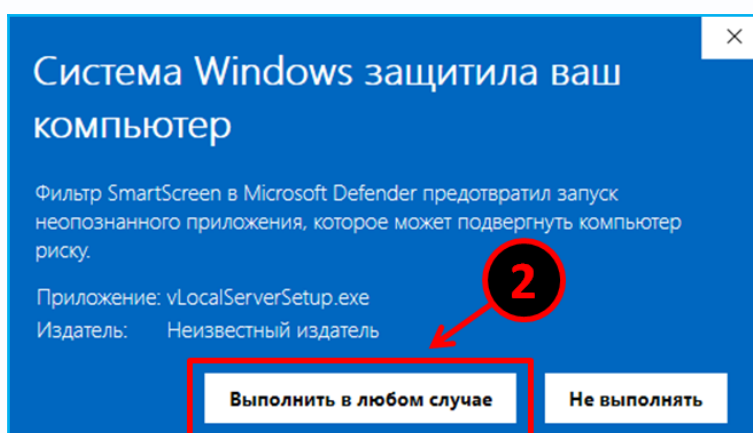 Система Windows защитила ваш
компьютер
Фильтр SmartScreen в Microsoft Defender предотвратил запуск
неопознанного приложения, которое может подвергнуть компьютер
риску.
Приложение: vLocalServerSetup.exe
Издатель: Неизвестный издатель
2
Выполнить в любом случае Не выполнять